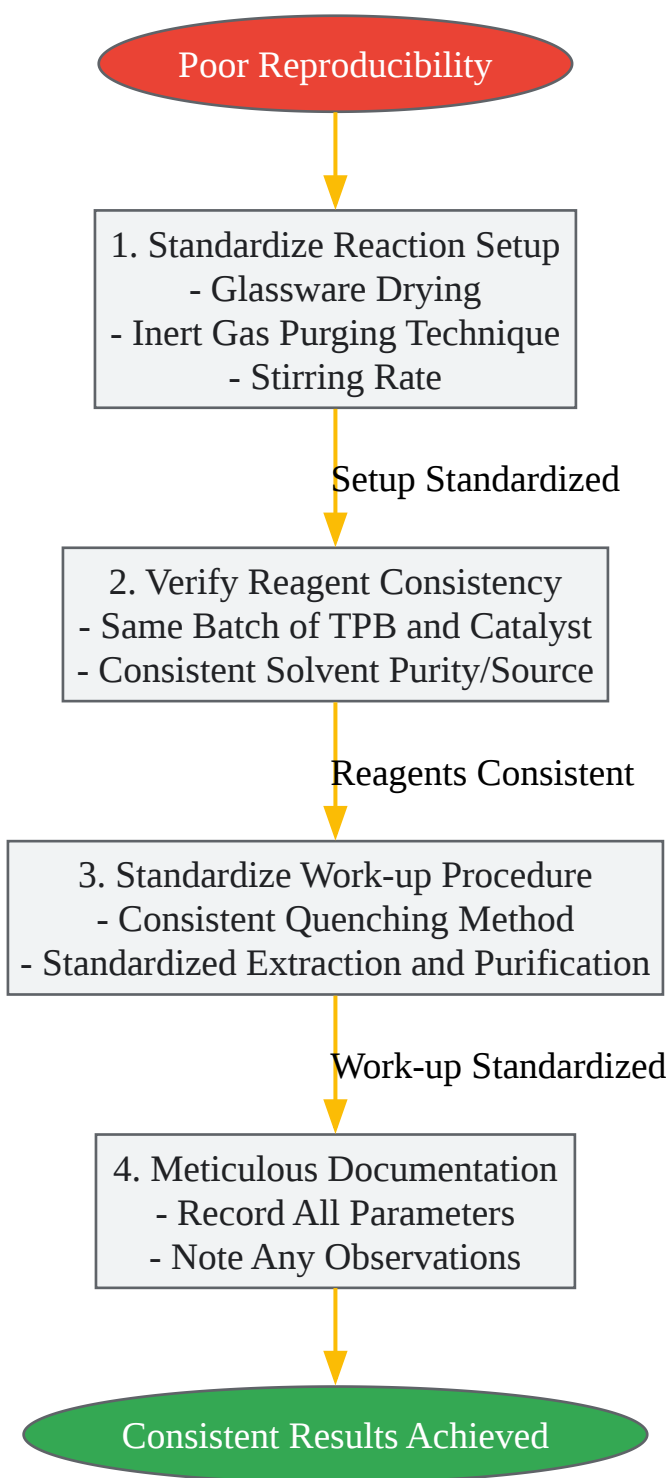 Poor Reproducibility
1. Standardize Reaction Setup
- Glassware Drying
- Inert Gas Purging Technique
- Stirring Rate
Setup Standardized
2. Verify Reagent Consistency
- Same Batch of TPB and Catalyst
- Consistent Solvent Purity/Source
Reagents Consistent
3. Standardize Work-up Procedure
- Consistent Quenching Method
- Standardized Extraction and Purification
Work-up Standardized
4. Meticulous Documentation
- Record All Parameters
- Note Any Observations
Consistent Results Achieved